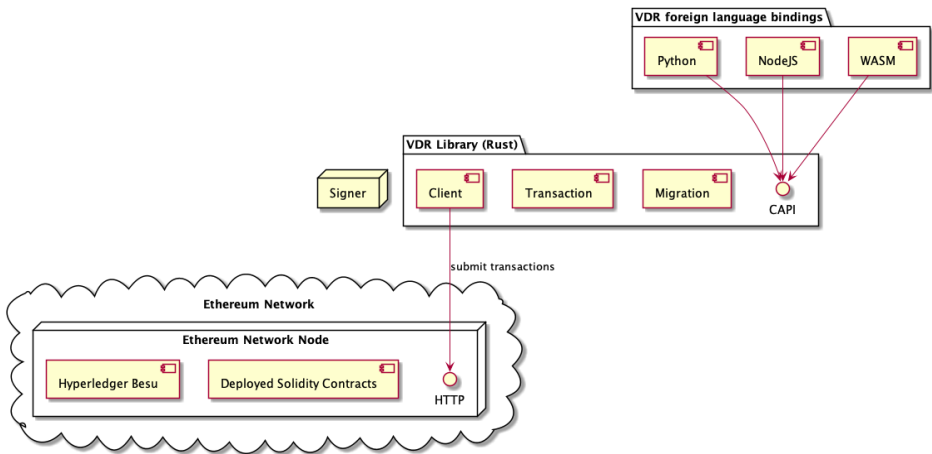 VDR foreign language bindings
Python
NodeJS
WASM
VDR Library (Rust)
Signer
Client
Transaction
Migration
CAPI
submit transactions
Ethereum Network
Ethereum Network Node
Hyperledger Besu
Deployed Solidity Contracts
HTTP